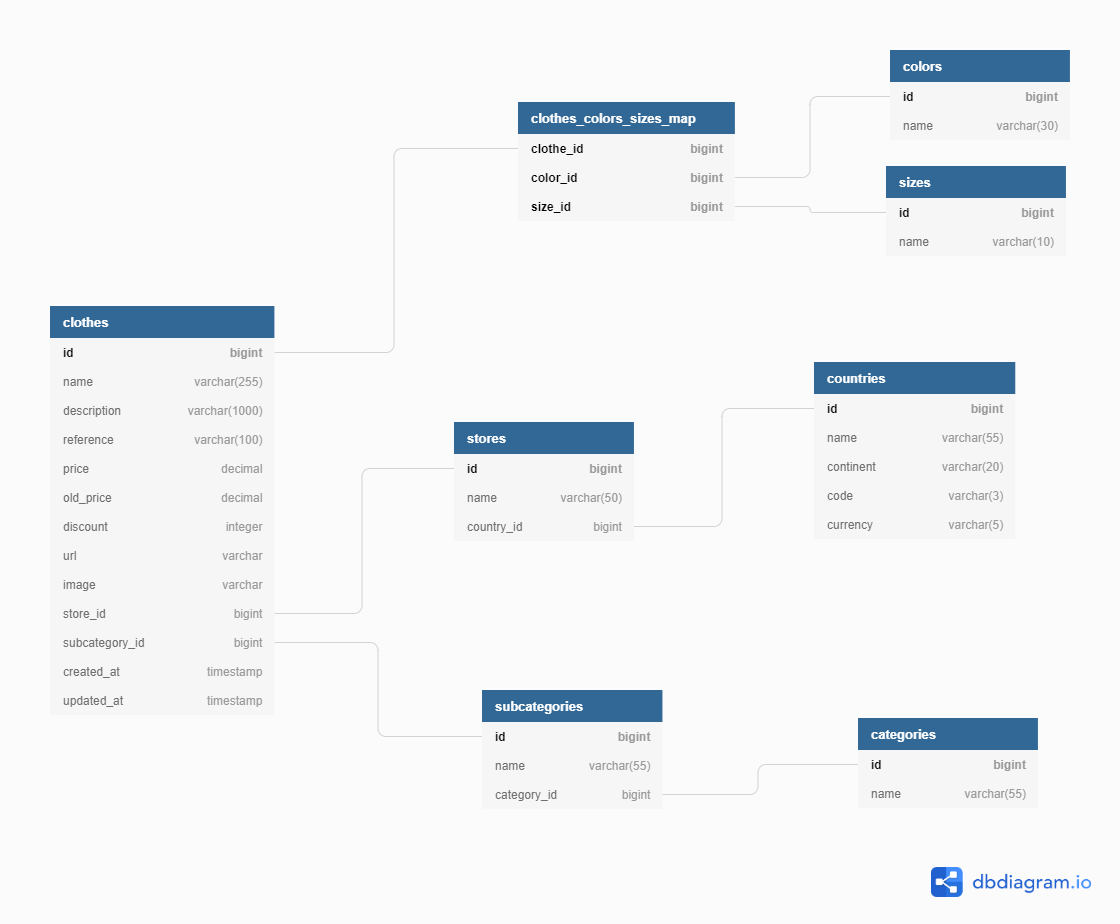 colors
id bigint
name varchar(30)
clothes_colors_sizes_map
clothe_id bigint
color_id bigint
size_id bigint
sizes
id bigint
name varchar(10)
clothes
id bigint
name varchar(255)
description varchar(1000)
reference varchar(100)
price decimal
old_price decimal
discount integer
url varchar
image varchar
store_id bigint
subcategory_id bigint
created_at timestamp
updated_at timestamp
countries
id bigint
name varchar(55)
continent varchar(20)
code varchar(3)
currency varchar(5)
stores
id bigint
name varchar(50)
country_id bigint
subcategories
id bigint
name varchar(55)
category_id bigint
categories
id bigint
name varchar(55)
dbdiagram.io